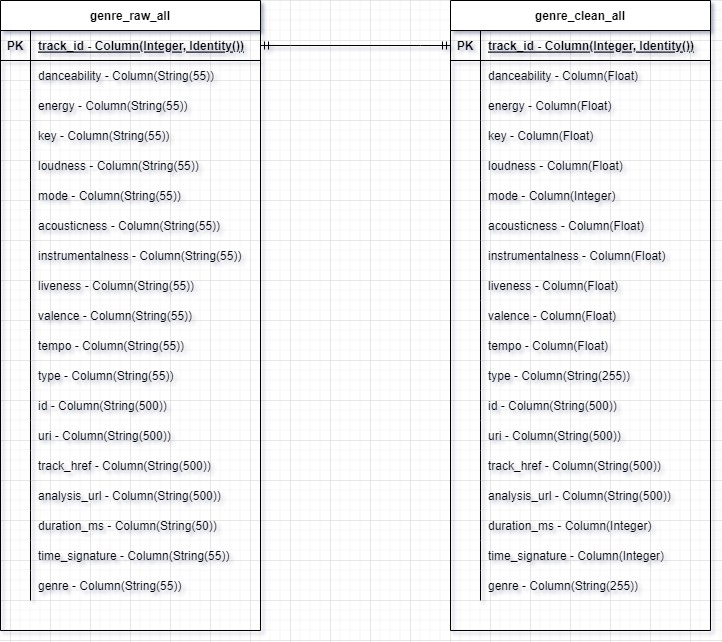 genre_raw_all
PK track_id - Column(Integer, Identity())
danceability - Column(String(55))
energy - Column(String(55))
key - Column(String(55))
loudness - Column(String(55))
mode - Column(String(55))
acousticness - Column(String(55))
instrumentalness - Column(String(55))
liveness - Column(String(55))
valence - Column(String(55))
tempo - Column(String(55))
type - Column(String(55))
id - Column(String(500))
uri - Column(String(500))
track_href - Column(String(500))
analysis_url - Column(String(500))
duration_ms - Column(String(50))
time_signature - Column(String(55))
genre - Column(String(55))
genre_clean_all
PK track_id - Column(Integer, Identity())
danceability - Column(Float)
energy - Column(Float)
key - Column(Float)
loudness - Column(Float)
mode - Column(Integer)
acousticness - Column(Float)
instrumentalness - Column(Float)
liveness - Column(Float)
valence - Column(Float)
tempo - Column(Float)
type - Column(String(255))
id - Column(String(500))
uri - Column(String(500))
track_href - Column(String(500))
analysis_url - Column(String(500))
duration_ms - Column(Integer)
time_signature - Column(Integer)
genre - Column(String(255))